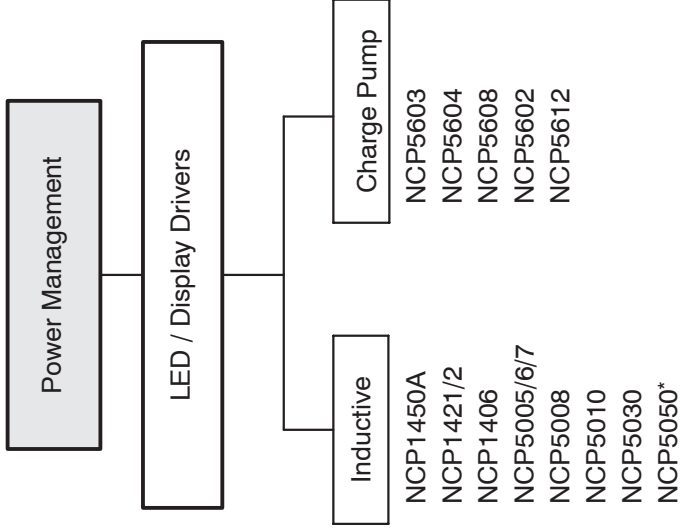 Power Management
LED / Display Drivers
Inductive
NCP1450A
NCP1421/2
NCP1406
NCP5005/6/7
NCP5008
NCP5010
NCP5030
NCP5050*
Charge Pump
NCP5603
NCP5604
NCP5608
NCP5602
NCP5612